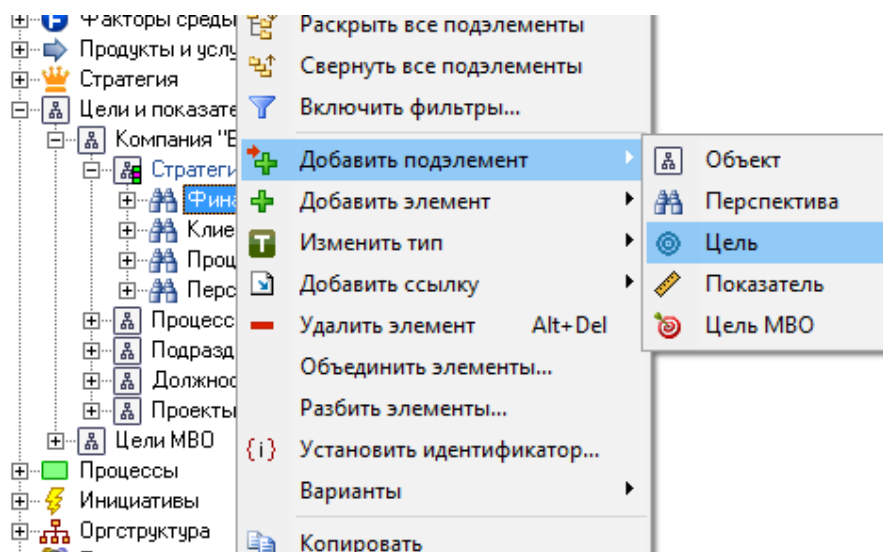 Факторы среды
Продукты и услу
Стратегия
Цели и показате
Компания "
Стратеги
Фина
Клие
Проц
Перс
Процесс
Подразд
Должнос
Проекты
Цели МВО
Процессы
Инициативы
Оргструктура
Раскрыть все подэлементы
Свернуть все подэлементы
Включить фильтры...
Добавить подэлемент
Добавить элемент
Изменить тип
Добавить ссылку
Удалить элемент Alt+Del
Объединить элементы...
Разбить элементы...
Установить идентификатор...
Варианты
Копировать
Объект
Перспектива
Цель
Показатель
Цель МВО